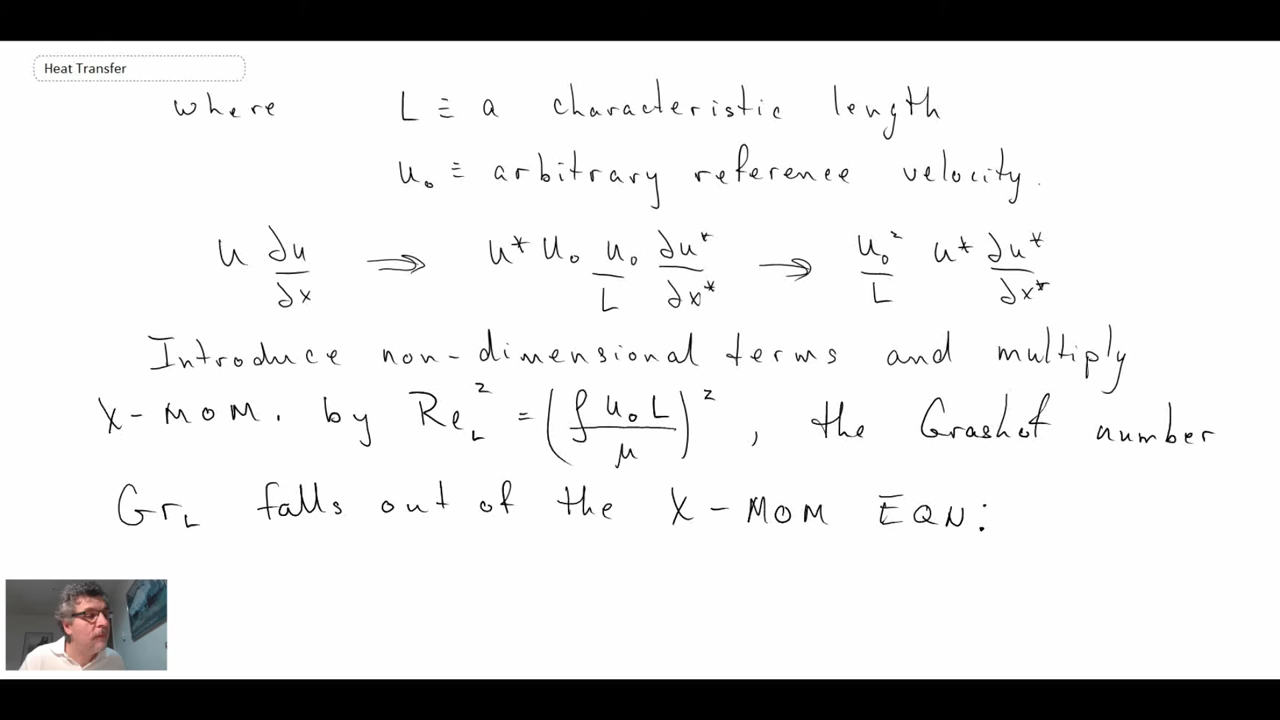 Heat Transfer
where L ≡ a characteristic length
u₀ ≡ arbitrary reference velocity.
u ∂u/∂x ⇒ u* u₀ u₀/L ∂u*/∂x* ⇒ u₀²/L u* ∂u*/∂x*
Introduce non-dimensional terms and multiply
X-MOM. by Re_L² = (ρ u₀ L/μ)², the Grashof number
Gr_L falls out of the X-MOM EQN: